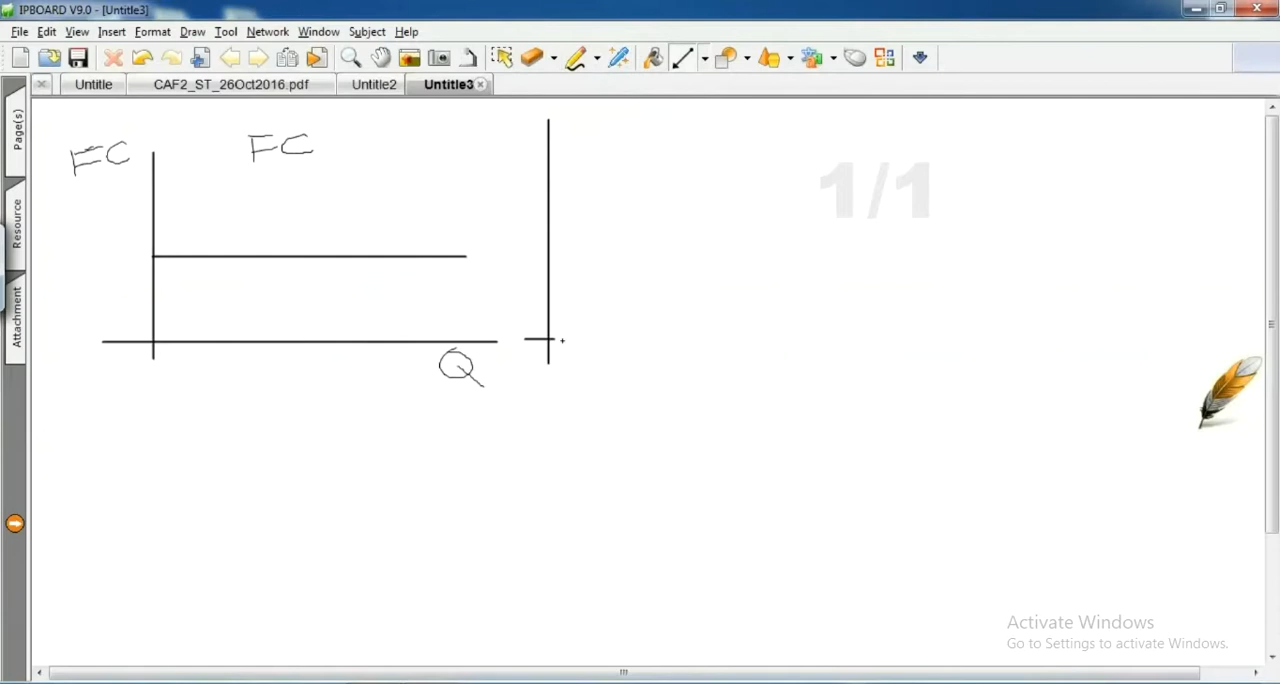 IPBOARD V9.0 - [Untitle3]
File Edit View Insert Format Draw Tool Network Window Subject Help
Untitle CAF2_ST_26Oct2016.pdf Untitle2 Untitle3
Page(s)
Resource
Attachment
FC
FC
1/1
Q
Activate Windows
Go to Settings to activate Windows.